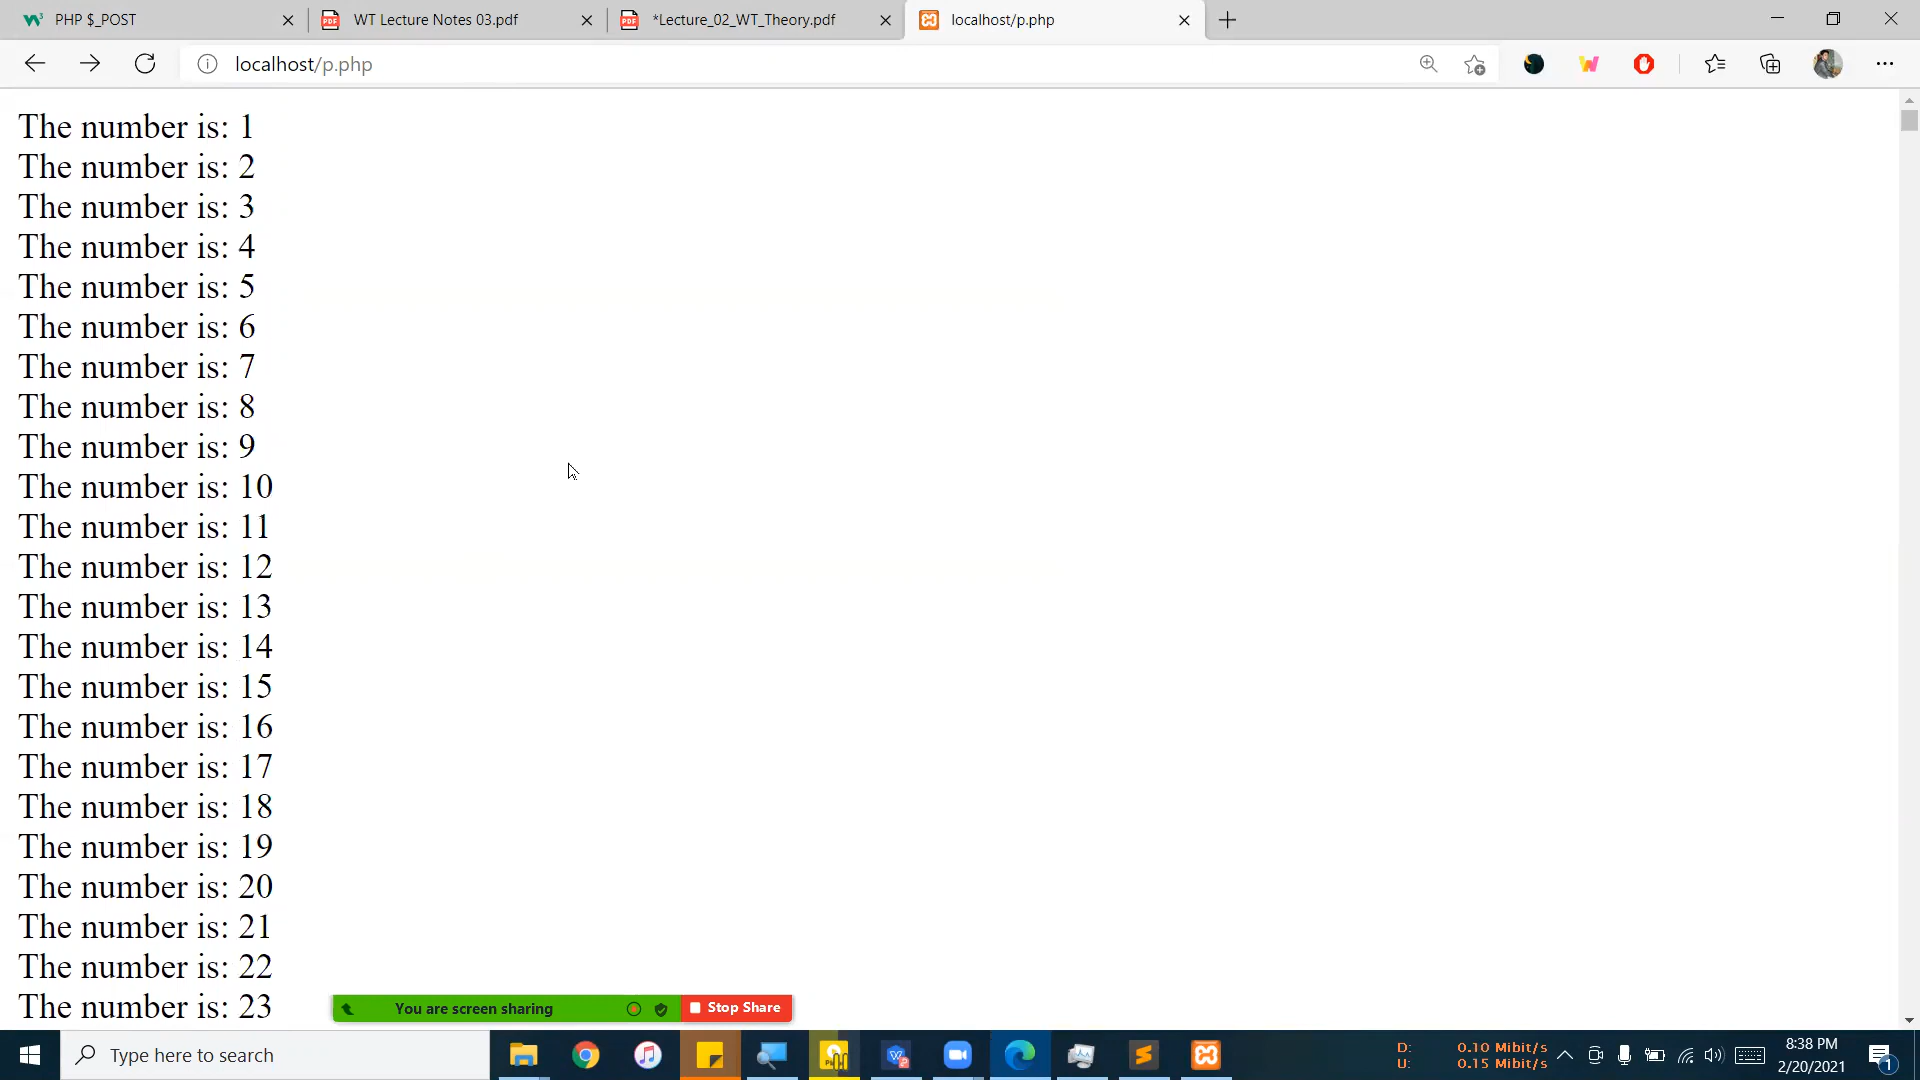 PHP $_POST
WT Lecture Notes 03.pdf
*Lecture_02_WT_Theory.pdf
localhost/p.php
localhost/p.php
The number is: 1
The number is: 2
The number is: 3
The number is: 4
The number is: 5
The number is: 6
The number is: 7
The number is: 8
The number is: 9
The number is: 10
The number is: 11
The number is: 12
The number is: 13
The number is: 14
The number is: 15
The number is: 16
The number is: 17
The number is: 18
The number is: 19
The number is: 20
The number is: 21
The number is: 22
The number is: 23
You are screen sharing
Stop Share
Type here to search
D: 0.10 Mibit/s
U: 0.15 Mibit/s
8:38 PM
2/20/2021
1